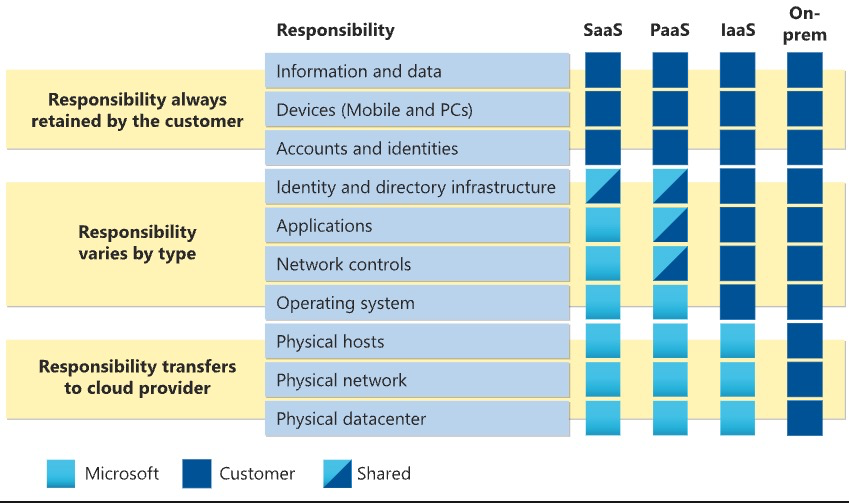 Responsibility SaaS PaaS IaaS On-
prem
Information and data
Responsibility always
retained by the customer
Devices (Mobile and PCs)
Accounts and identities
Identity and directory infrastructure
Responsibility
varies by type
Applications
Network controls
Operating system
Physical hosts
Responsibility transfers
to cloud provider
Physical network
Physical datacenter
Microsoft Customer Shared